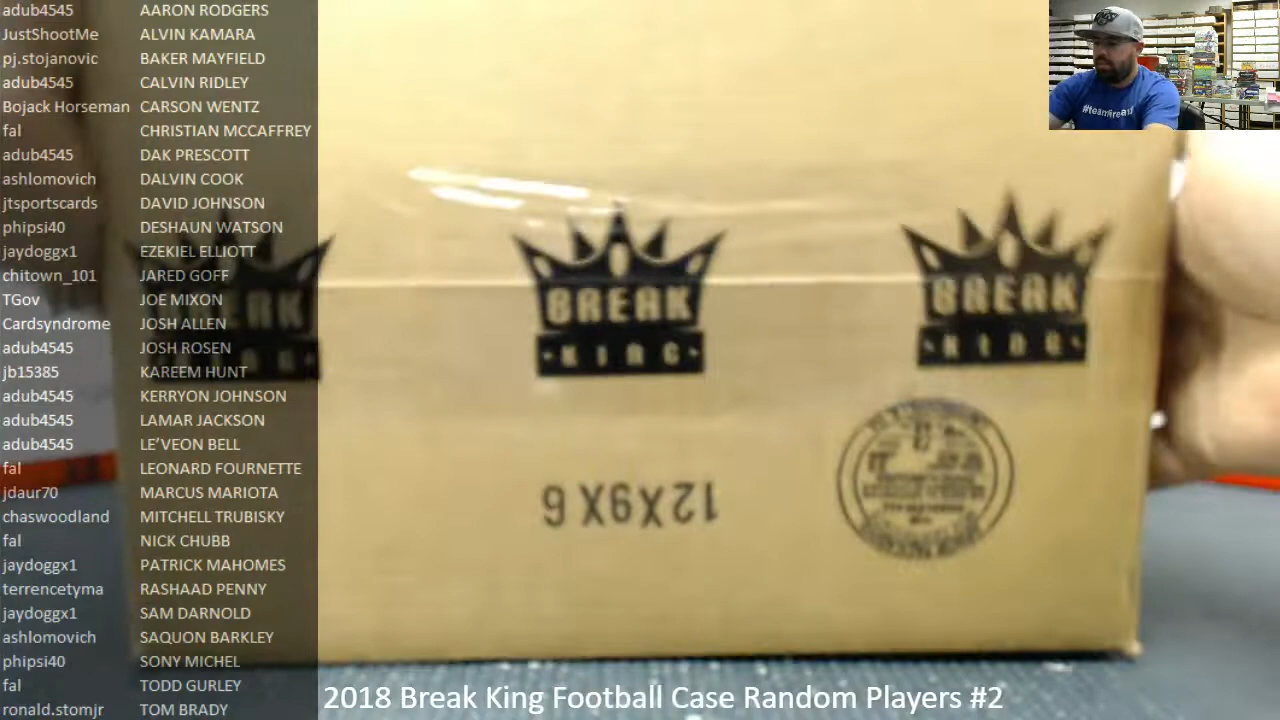 adub4545 AARON RODGERS
JustShootMe ALVIN KAMARA
pj.stojanovic BAKER MAYFIELD
adub4545 CALVIN RIDLEY
Bojack Horseman CARSON WENTZ
fal CHRISTIAN MCCAFFREY
adub4545 DAK PRESCOTT
ashlomovich DALVIN COOK
jtsportscards DAVID JOHNSON
phipsi40 DESHAUN WATSON
jaydoggx1 EZEKIEL ELLIOTT
chitown_101 JARED GOFF
TGov JOE MIXON
Cardsyndrome JOSH ALLEN
adub4545 JOSH ROSEN
jb15385 KAREEM HUNT
adub4545 KERRYON JOHNSON
adub4545 LAMAR JACKSON
adub4545 LE’VEON BELL
fal LEONARD FOURNETTE
jdaur70 MARCUS MARIOTA
chaswoodland MITCHELL TRUBISKY
fal NICK CHUBB
jaydoggx1 PATRICK MAHOMES
terrencetyma RASHAAD PENNY
jaydoggx1 SAM DARNOLD
ashlomovich SAQUON BARKLEY
phipsi40 SONY MICHEL
fal TODD GURLEY
ronald.stomjr TOM BRADY
BREAK
KING
BREAK
KING
12X9X6
2018 Break King Football Case Random Players #2